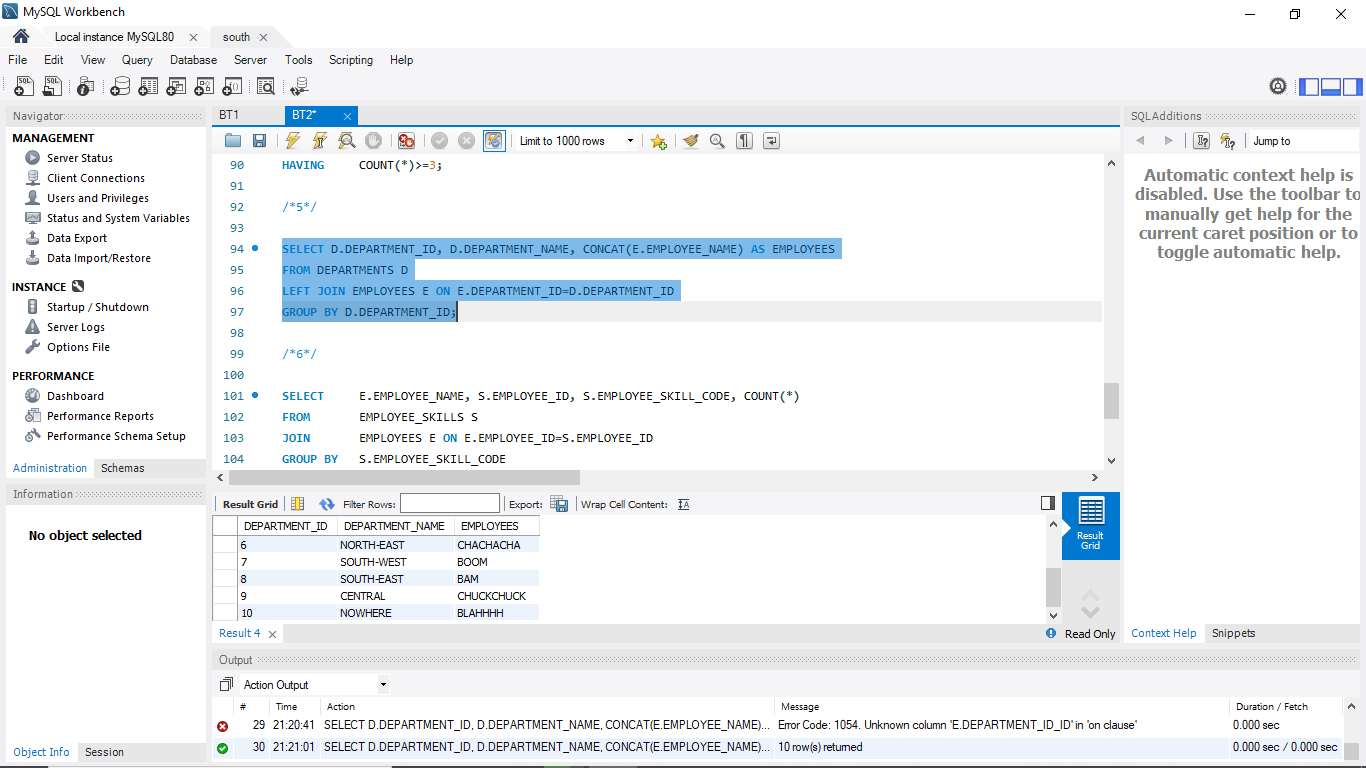 MySQL Workbench
Local instance MySQL80
south
File Edit View Query Database Server Tools Scripting Help
Navigator
MANAGEMENT
Server Status
Client Connections
Users and Privileges
Status and System Variables
Data Export
Data Import/Restore
INSTANCE
Startup / Shutdown
Server Logs
Options File
PERFORMANCE
Dashboard
Performance Reports
Performance Schema Setup
Administration Schemas
Information
No object selected
Object Info Session
BT1 BT2*
Limit to 1000 rows
90 HAVING COUNT(*)>=3;
91
92 /*5*/
93
94 SELECT D.DEPARTMENT_ID, D.DEPARTMENT_NAME, CONCAT(E.EMPLOYEE_NAME) AS EMPLOYEES
95 FROM DEPARTMENTS D
96 LEFT JOIN EMPLOYEES E ON E.DEPARTMENT_ID=D.DEPARTMENT_ID
97 GROUP BY D.DEPARTMENT_ID;
98
99 /*6*/
100
101 SELECT E.EMPLOYEE_NAME, S.EMPLOYEE_ID, S.EMPLOYEE_SKILL_CODE, COUNT(*)
102 FROM EMPLOYEE_SKILLS S
103 JOIN EMPLOYEES E ON E.EMPLOYEE_ID=S.EMPLOYEE_ID
104 GROUP BY S.EMPLOYEE_SKILL_CODE
Result Grid Filter Rows: Export: Wrap Cell Content:
DEPARTMENT_ID DEPARTMENT_NAME EMPLOYEES
6 NORTH-EAST CHACHACHA
7 SOUTH-WEST BOOM
8 SOUTH-EAST BAM
9 CENTRAL CHUCKCHUCK
10 NOWHERE BLAHHHH
Result
Grid
Result 4
Read Only
SQLAdditions
Jump to
Automatic context help is
disabled. Use the toolbar to
manually get help for the
current caret position or to
toggle automatic help.
Context Help Snippets
Output
Action Output
# Time Action Message Duration / Fetch
29 21:20:41 SELECT D.DEPARTMENT_ID, D.DEPARTMENT_NAME, CONCAT(E.EMPLOYEE_NAME)... Error Code: 1054. Unknown column 'E.DEPARTMENT_ID_ID' in 'on clause' 0.000 sec
30 21:21:01 SELECT D.DEPARTMENT_ID, D.DEPARTMENT_NAME, CONCAT(E.EMPLOYEE_NAME)... 10 row(s) returned 0.000 sec / 0.000 sec